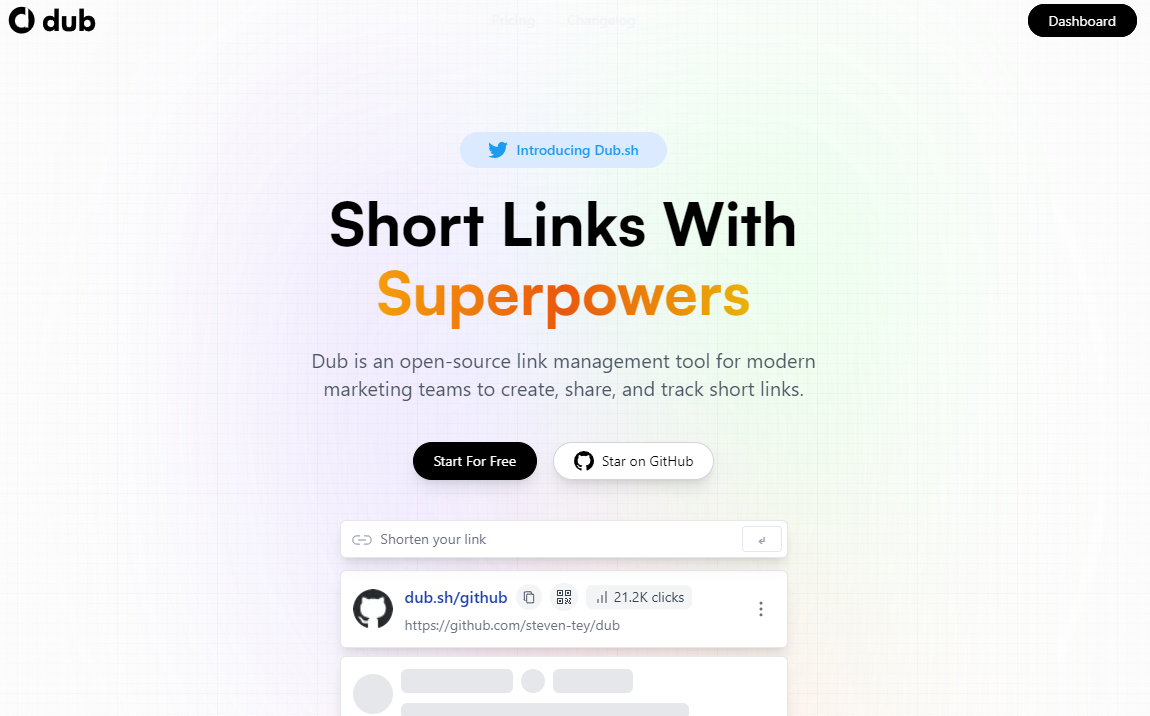 dub
Pricing Changelog
Dashboard
Introducing Dub.sh
Short Links With
Superpowers
Dub is an open-source link management tool for modern
marketing teams to create, share, and track short links.
Start For Free
Star on GitHub
Shorten your link
dub.sh/github
21.2K clicks
https://github.com/steven-tey/dub